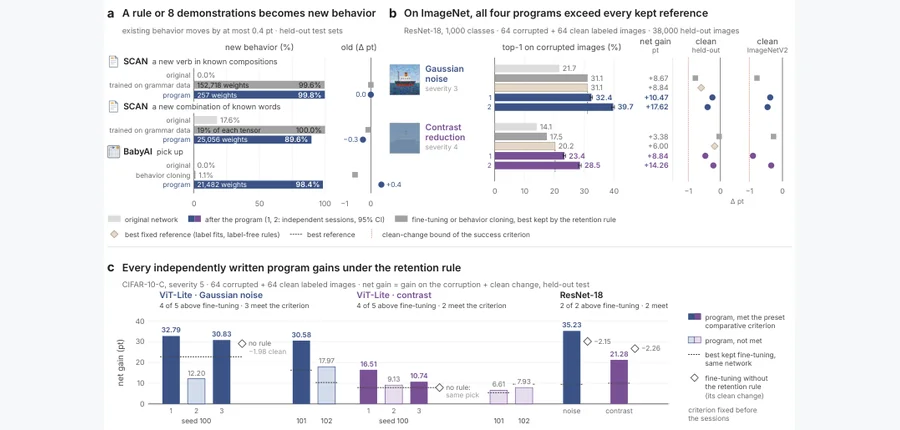 a A rule or 8 demonstrations becomes new behavior
existing behavior moves by at most 0.4 pt · held-out test sets
new behavior (%) old (Δ pt)
SCAN a new verb in known compositions
original 0.0%
trained on grammar data 152,716 weights 99.6%
program 257 weights 99.8% 0.0
SCAN a new combination of known words
original 17.6%
trained on grammar data 19% of each tensor 100.0%
program 25,056 weights 89.6% −0.3
BabyAI pick up
original 0.0%
behavior cloning 1.1%
program 21,482 weights 98.4% +0.4
0 50 100 −1 0
b On ImageNet, all four programs exceed every kept reference
ResNet-18, 1,000 classes · 64 corrupted + 64 clean labeled images · 38,000 held-out images
top-1 on corrupted images (%) net gain pt clean held-out clean ImageNetV2
Gaussian noise
severity 3
21.7
31.1 +8.67
31.1 +8.84
1 32.4 +10.47
2 39.7 +17.62
Contrast reduction
severity 4
14.1
17.5 +3.38
20.2 +6.00
1 23.4 +8.84
2 28.5 +14.26
0 10 20 30 40 −1 0 −1 0
Δ pt
original network after the program (1, 2: independent sessions, 95% CI) fine-tuning or behavior cloning, best kept by the retention rule
best fixed reference (label fits, label-free rules) best reference clean-change bound of the success criterion
c Every independently written program gains under the retention rule
CIFAR-10-C, severity 5 · 64 corrupted + 64 clean labeled images · net gain = gain on the corruption + clean change, held-out test
ViT-Lite · Gaussian noise
4 of 5 above fine-tuning · 3 meet the criterion
ViT-Lite · contrast
4 of 5 above fine-tuning · 2 meet the criterion
ResNet-18
2 of 2 above fine-tuning · 2 meet
net gain (pt)
40
30
20
10
0
32.79 12.20 30.83 no rule −1.98 clean 30.58 17.97
16.51 9.13 10.74 no rule: same pick 6.61 7.93
35.23 −2.15 21.28 −2.26
1 2 3 101 102 1 2 3 101 102 noise contrast
seed 100 seed 100
program, met the preset comparative criterion
program, not met
best kept fine-tuning, same network
fine-tuning without the retention rule (its clean change)
criterion fixed before the sessions